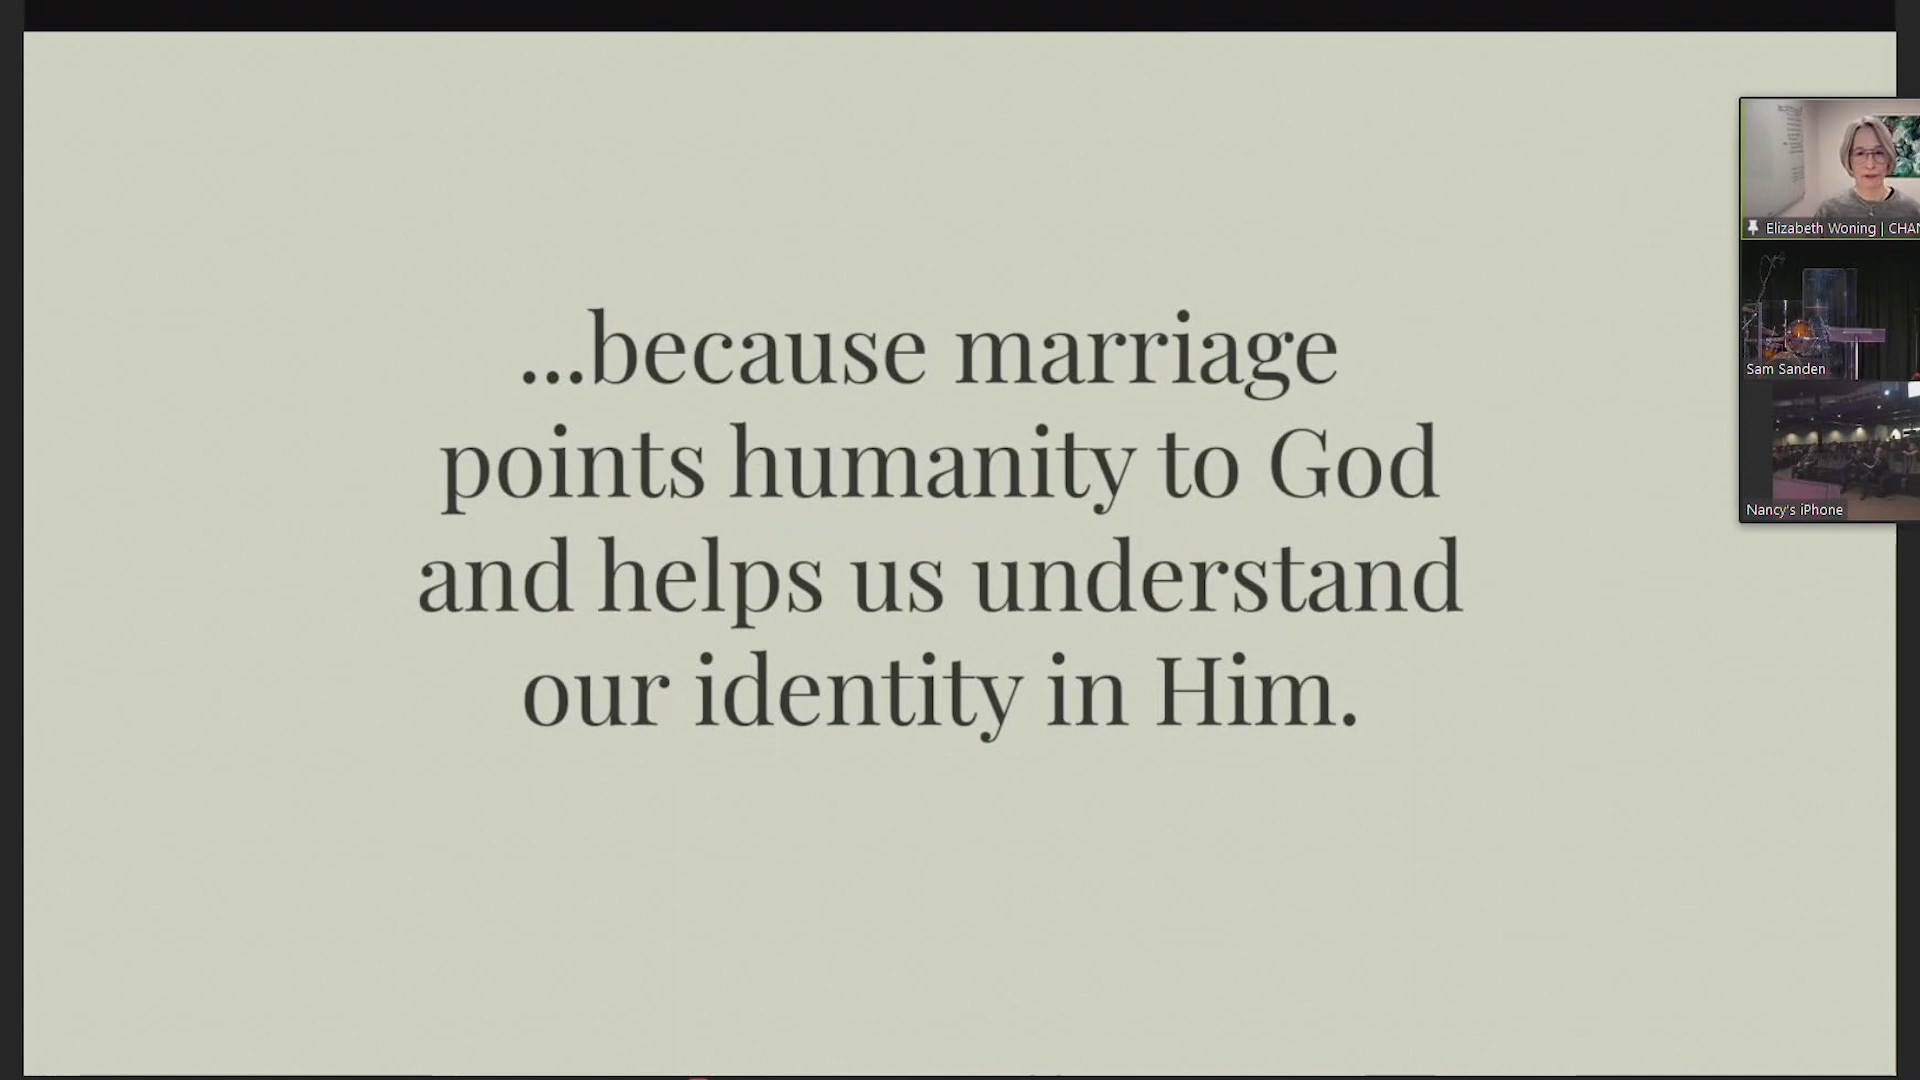 ...because marriage
points humanity to God
and helps us understand
our identity in Him.
Elizabeth Woning | CHAN
Sam Sanden
Nancy's iPhone